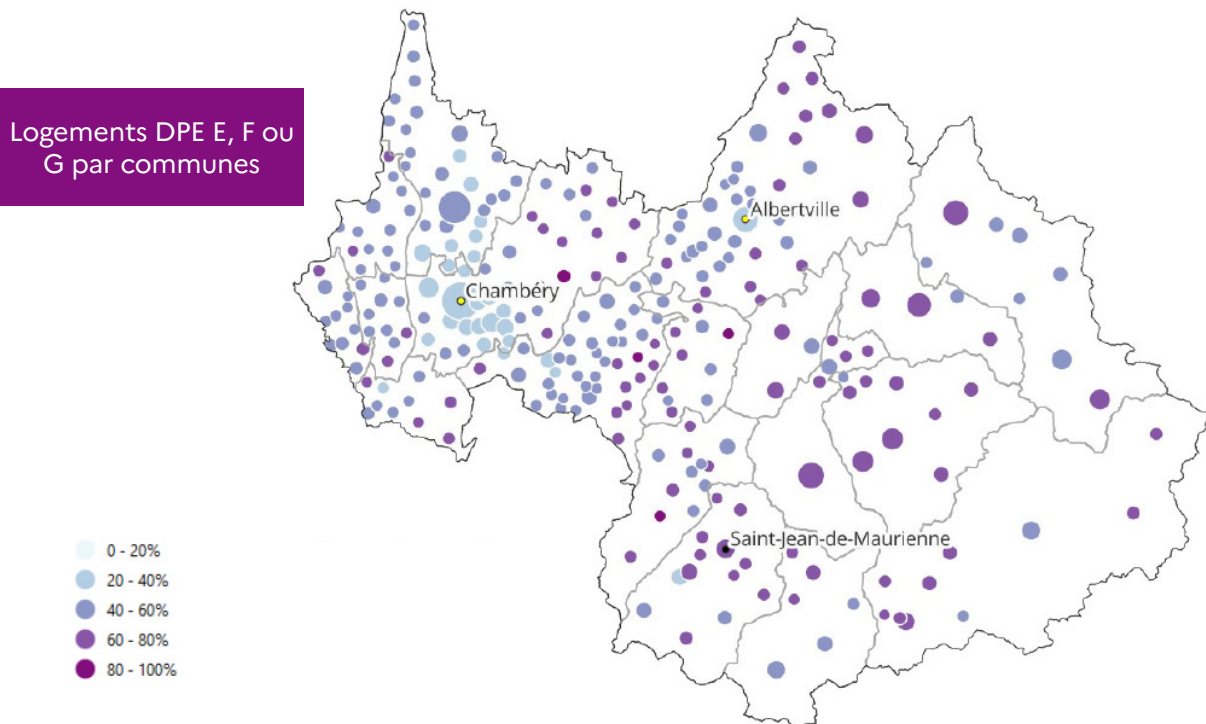 Logements DPE E, F ou
G par communes
Albertville
Chambéry
Saint-Jean-de-Maurienne
0 - 20%
20 - 40%
40 - 60%
60 - 80%
80 - 100%